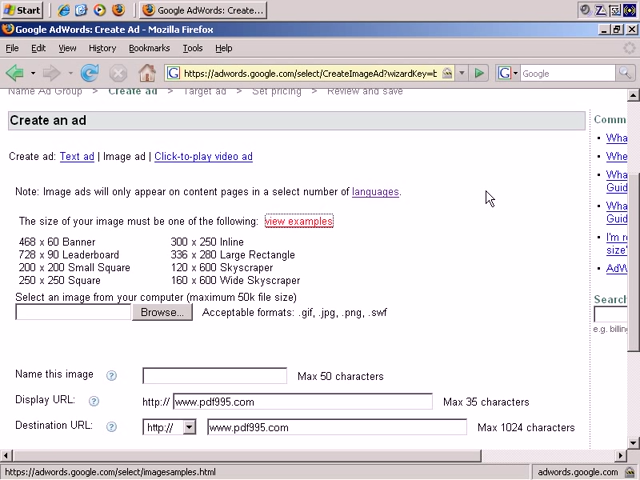 Start
Google AdWords: Create...
Google AdWords: Create Ad - Mozilla Firefox
File Edit View History Bookmarks Tools Help
https://adwords.google.com/select/CreateImageAd?wizardKey=
Google
Name Ad Group > Create ad > Target ad > Set pricing > Review and save
Create an ad
Create ad: Text ad | Image ad | Click-to-play video ad
Note: Image ads will only appear on content pages in a select number of languages.
The size of your image must be one of the following: view examples
468 x 60 Banner 300 x 250 Inline
728 x 90 Leaderboard 336 x 280 Large Rectangle
200 x 200 Small Square 120 x 600 Skyscraper
250 x 250 Square 160 x 600 Wide Skyscraper
Select an image from your computer (maximum 50k file size)
Browse... Acceptable formats: .gif, .jpg, .png, .swf
Name this image Max 50 characters
Display URL: http:// www.pdf995.com Max 35 characters
Destination URL: http:// www.pdf995.com Max 1024 characters
Comm
• Wha
• Whe
• Wha
Guid
• Wha
Guid
• I'm r
size'
• AdW
Search
e.g. billing
https://adwords.google.com/select/imagesamples.html
adwords.google.com